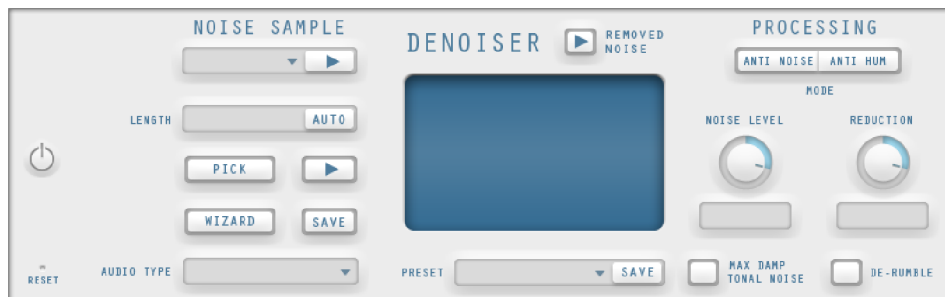 NOISE SAMPLE
DENOISER
REMOVED
NOISE
PROCESSING
ANTI NOISE
ANTI HUM
MODE
LENGTH
AUTO
NOISE LEVEL
REDUCTION
PICK
WIZARD
SAVE
RESET
AUDIO TYPE
PRESET
SAVE
MAX DAMP
TONAL NOISE
DE-RUMBLE